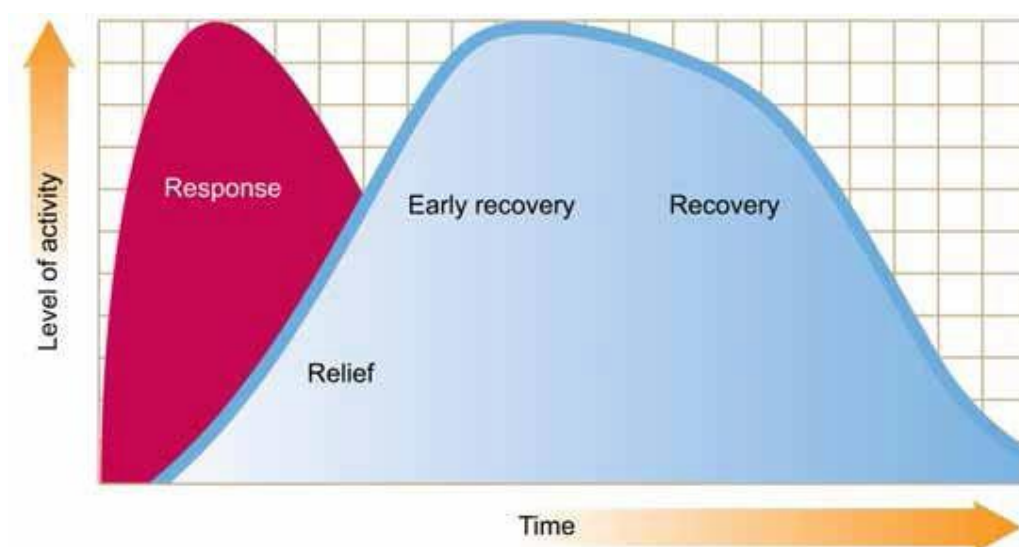 Level of activity
Response
Early recovery
Recovery
Relief
Time